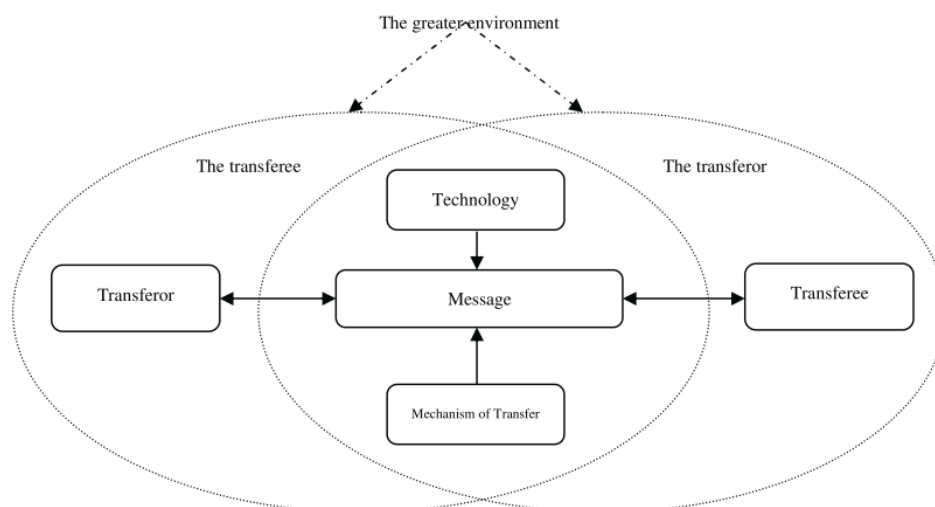 The greater environment
The transferee
The transferor
Technology
Transferor
Message
Transferee
Mechanism of Transfer